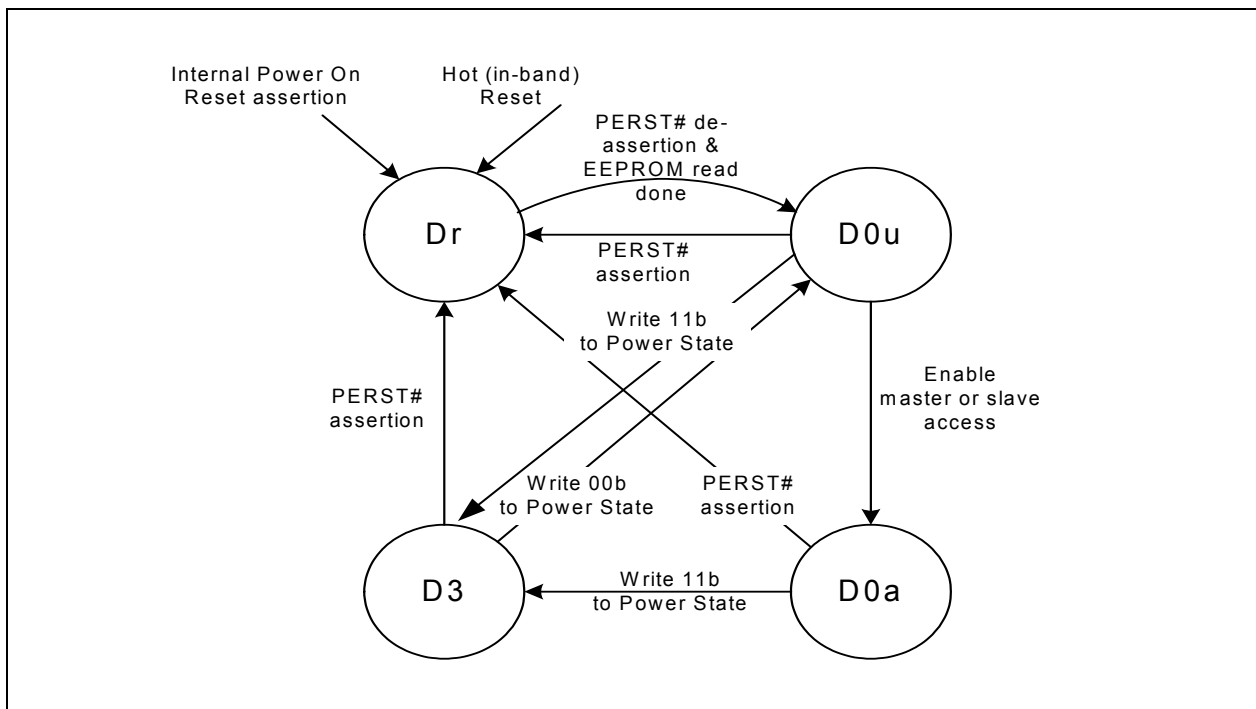 Internal Power On
Reset assertion
Hot (in-band)
Reset
PERST# de-
assertion &
EEPROM read
done
Dr
D0u
PERST#
assertion
Write 11b
to Power State
PERST#
assertion
Enable
master or slave
access
Write 00b
to Power State
PERST#
assertion
D3
D0a
Write 11b
to Power State